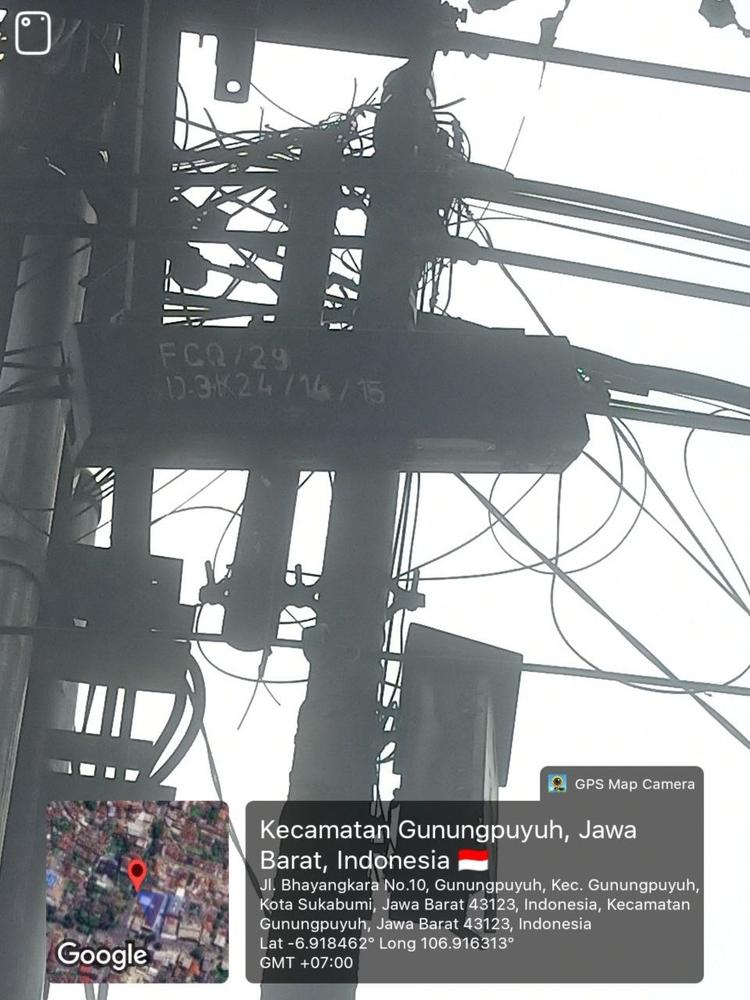 FCQ/29
D.3.K24/14/15
GPS Map Camera
Kecamatan Gunungpuyuh, Jawa
Barat, Indonesia 🇮🇩
Jl. Bhayangkara No.10, Gunungpuyuh, Kec. Gunungpuyuh,
Kota Sukabumi, Jawa Barat 43123, Indonesia, Kecamatan
Gunungpuyuh, Jawa Barat 43123, Indonesia
Lat -6.918462° Long 106.916313°
GMT +07:00
Google